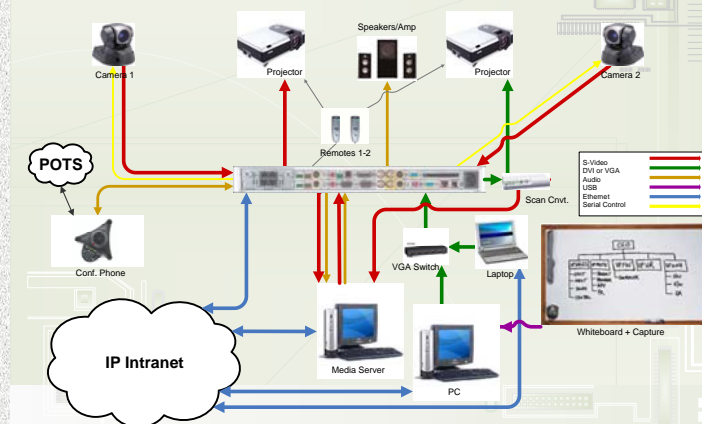 Speakers/Amp
Camera 1
Projector
Projector
Camera 2
Remotes 1-2
POTS
S-Video
DVI or VGA
Audio
USB
Ethernet
Serial Control
Scan Cnvt.
Conf. Phone
VGA Switch
Laptop
Whiteboard + Capture
IP Intranet
Media Server
PC